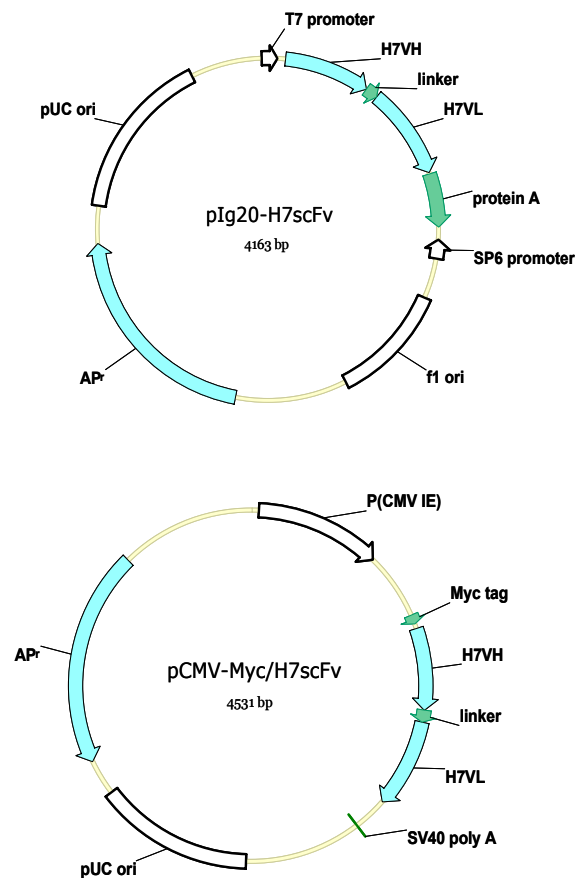 T7 promoter
H7VH
linker
pUC ori
H7VL
protein A
pIg20-H7scFv
4163 bp
SP6 promoter
APr
f1 ori
P(CMV IE)
Myc tag
APr
H7VH
pCMV-Myc/H7scFv
4531 bp
linker
H7VL
SV40 poly A
pUC ori